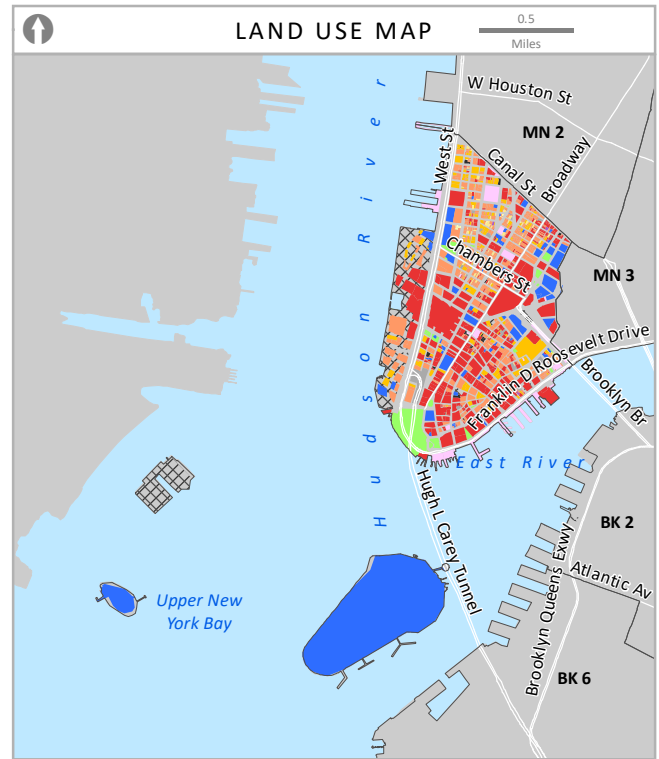 LAND USE MAP
0.5
Miles
W Houston St
MN 2
West St
Canal St
Broadway
Hudson River
Chambers St
MN 3
Franklin D Roosevelt Drive
Brooklyn Br
East River
Hugh L Carey Tunnel
BK 2
Brooklyn Queens Exwy
Atlantic Av
Upper New
York Bay
BK 6